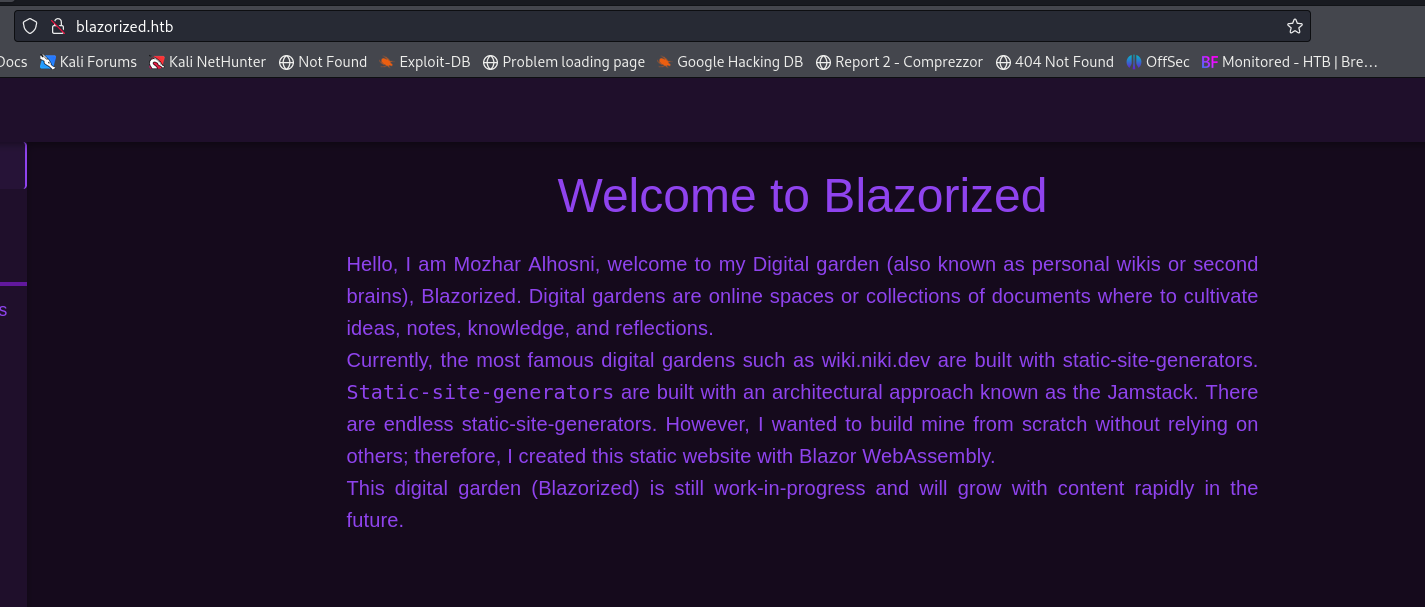 blazorized.htb
Docs Kali Forums Kali NetHunter Not Found Exploit-DB Problem loading page Google Hacking DB Report 2 - Comprezzor 404 Not Found OffSec BF Monitored - HTB | Bre…
Welcome to Blazorized
Hello, I am Mozhar Alhosni, welcome to my Digital garden (also known as personal wikis or second
brains), Blazorized. Digital gardens are online spaces or collections of documents where to cultivate
ideas, notes, knowledge, and reflections.
s
Currently, the most famous digital gardens such as wiki.niki.dev are built with static-site-generators.
Static-site-generators are built with an architectural approach known as the Jamstack. There
are endless static-site-generators. However, I wanted to build mine from scratch without relying on
others; therefore, I created this static website with Blazor WebAssembly.
This digital garden (Blazorized) is still work-in-progress and will grow with content rapidly in the
future.